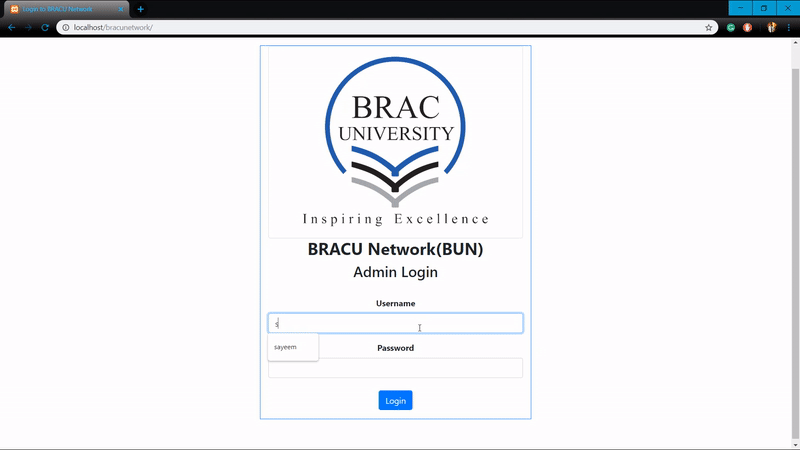 Login to BRACU Network
localhost/bracunetwork/
BRAC
UNIVERSITY
Inspiring Excellence
BRACU Network(BUN)
Admin Login
Username
s
sayeem
Password
Login